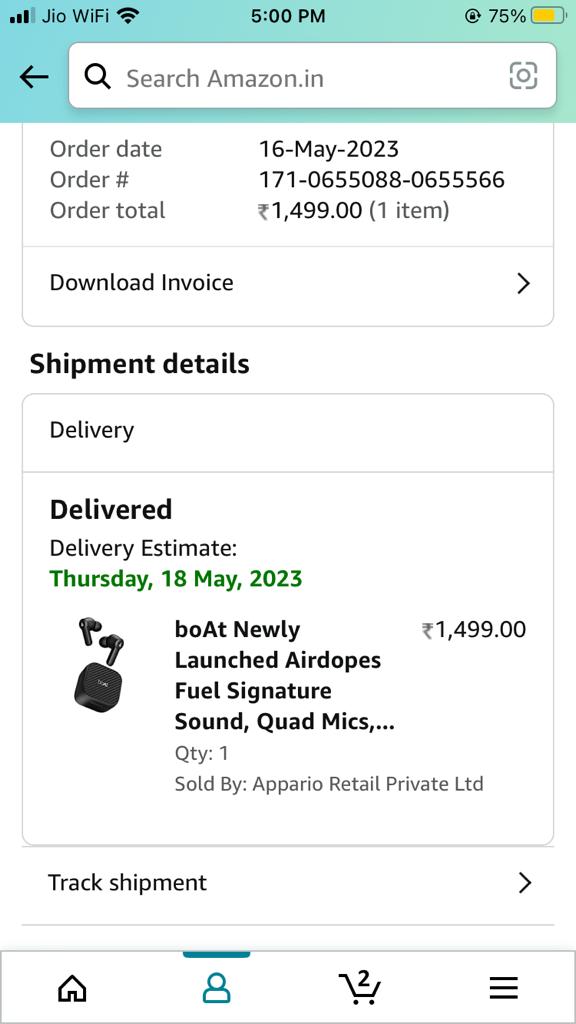 Jio WiFi 5:00 PM 75%
Search Amazon.in
Order date 16-May-2023
Order # 171-0655088-0655566
Order total ₹1,499.00 (1 item)
Download Invoice
Shipment details
Delivery
Delivered
Delivery Estimate:
Thursday, 18 May, 2023
boAt Newly ₹1,499.00
Launched Airdopes
Fuel Signature
Sound, Quad Mics,...
Qty: 1
Sold By: Appario Retail Private Ltd
Track shipment
2